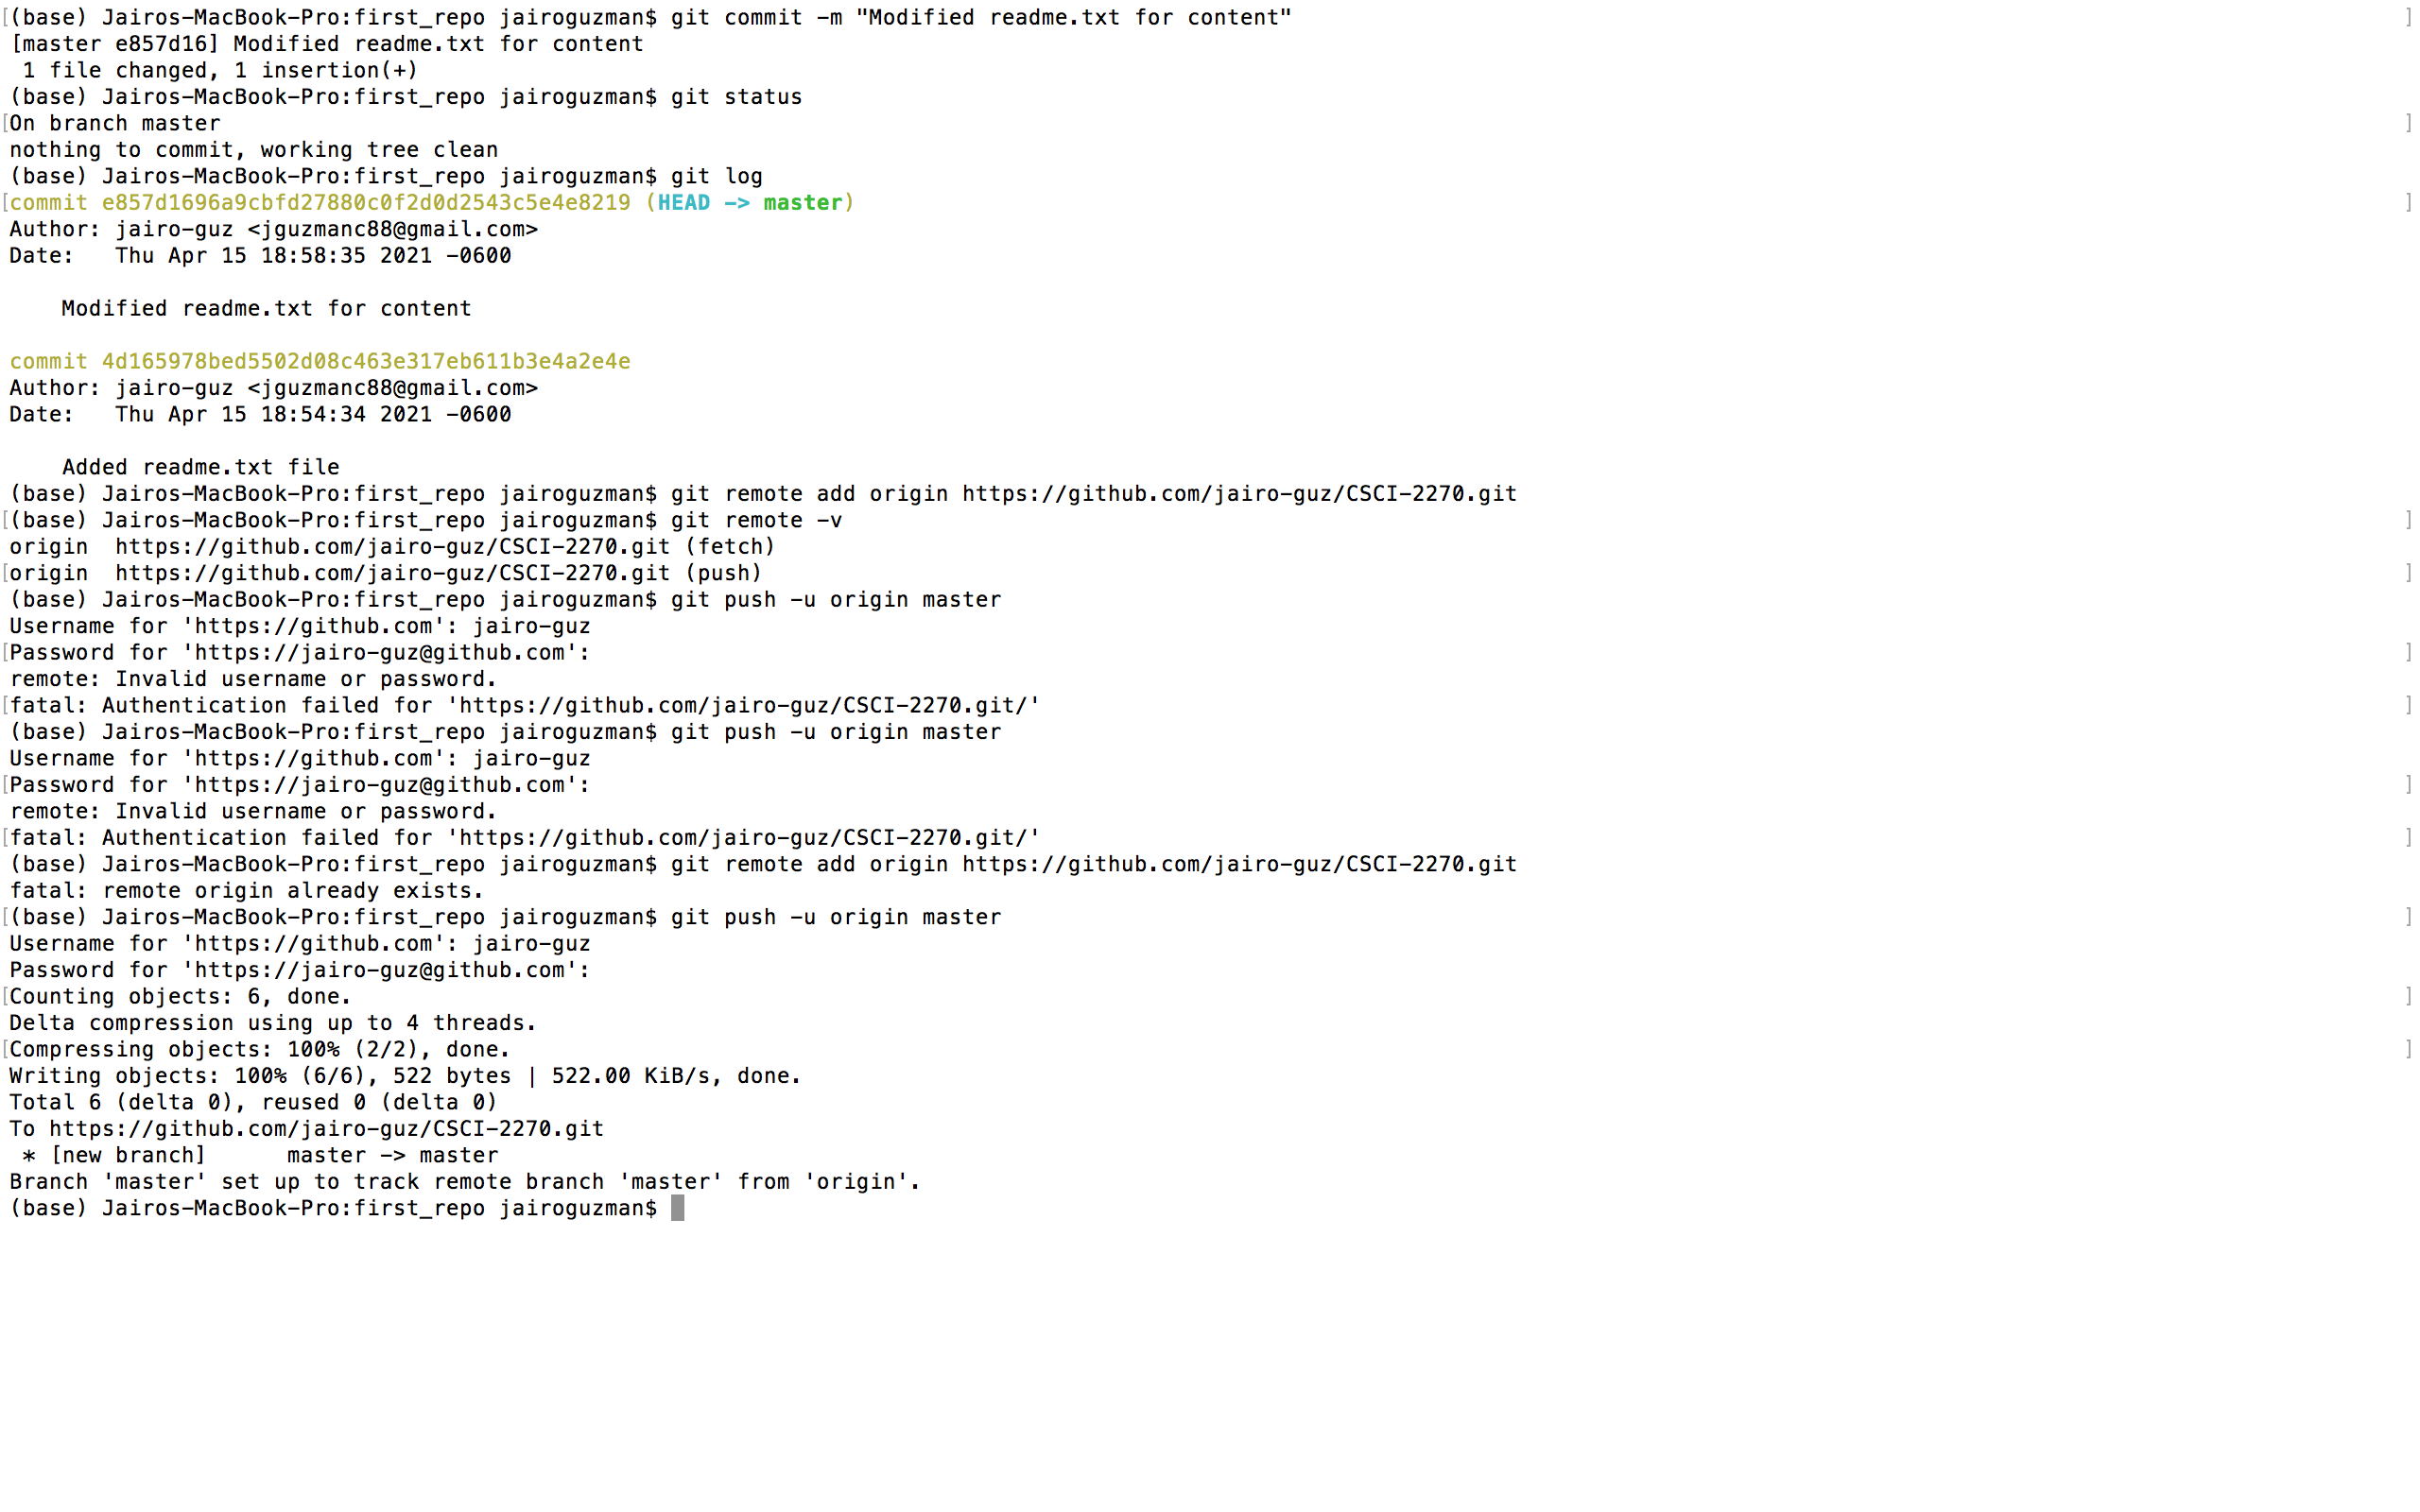 (base) Jairos-MacBook-Pro:first_repo jairoguzman$ git commit -m "Modified readme.txt for content"
[master e857d16] Modified readme.txt for content
 1 file changed, 1 insertion(+)
(base) Jairos-MacBook-Pro:first_repo jairoguzman$ git status
On branch master
nothing to commit, working tree clean
(base) Jairos-MacBook-Pro:first_repo jairoguzman$ git log
commit e857d1696a9cbfd27880c0f2d0d2543c5e4e8219 (HEAD -> master)
Author: jairo-guz <jguzmanc88@gmail.com>
Date:   Thu Apr 15 18:58:35 2021 -0600

    Modified readme.txt for content

commit 4d165978bed5502d08c463e317eb611b3e4a2e4e
Author: jairo-guz <jguzmanc88@gmail.com>
Date:   Thu Apr 15 18:54:34 2021 -0600

    Added readme.txt file
(base) Jairos-MacBook-Pro:first_repo jairoguzman$ git remote add origin https://github.com/jairo-guz/CSCI-2270.git
(base) Jairos-MacBook-Pro:first_repo jairoguzman$ git remote -v
origin  https://github.com/jairo-guz/CSCI-2270.git (fetch)
origin  https://github.com/jairo-guz/CSCI-2270.git (push)
(base) Jairos-MacBook-Pro:first_repo jairoguzman$ git push -u origin master
Username for 'https://github.com': jairo-guz
Password for 'https://jairo-guz@github.com':
remote: Invalid username or password.
fatal: Authentication failed for 'https://github.com/jairo-guz/CSCI-2270.git/'
(base) Jairos-MacBook-Pro:first_repo jairoguzman$ git push -u origin master
Username for 'https://github.com': jairo-guz
Password for 'https://jairo-guz@github.com':
remote: Invalid username or password.
fatal: Authentication failed for 'https://github.com/jairo-guz/CSCI-2270.git/'
(base) Jairos-MacBook-Pro:first_repo jairoguzman$ git remote add origin https://github.com/jairo-guz/CSCI-2270.git
fatal: remote origin already exists.
(base) Jairos-MacBook-Pro:first_repo jairoguzman$ git push -u origin master
Username for 'https://github.com': jairo-guz
Password for 'https://jairo-guz@github.com':
Counting objects: 6, done.
Delta compression using up to 4 threads.
Compressing objects: 100% (2/2), done.
Writing objects: 100% (6/6), 522 bytes | 522.00 KiB/s, done.
Total 6 (delta 0), reused 0 (delta 0)
To https://github.com/jairo-guz/CSCI-2270.git
 * [new branch]      master -> master
Branch 'master' set up to track remote branch 'master' from 'origin'.
(base) Jairos-MacBook-Pro:first_repo jairoguzman$